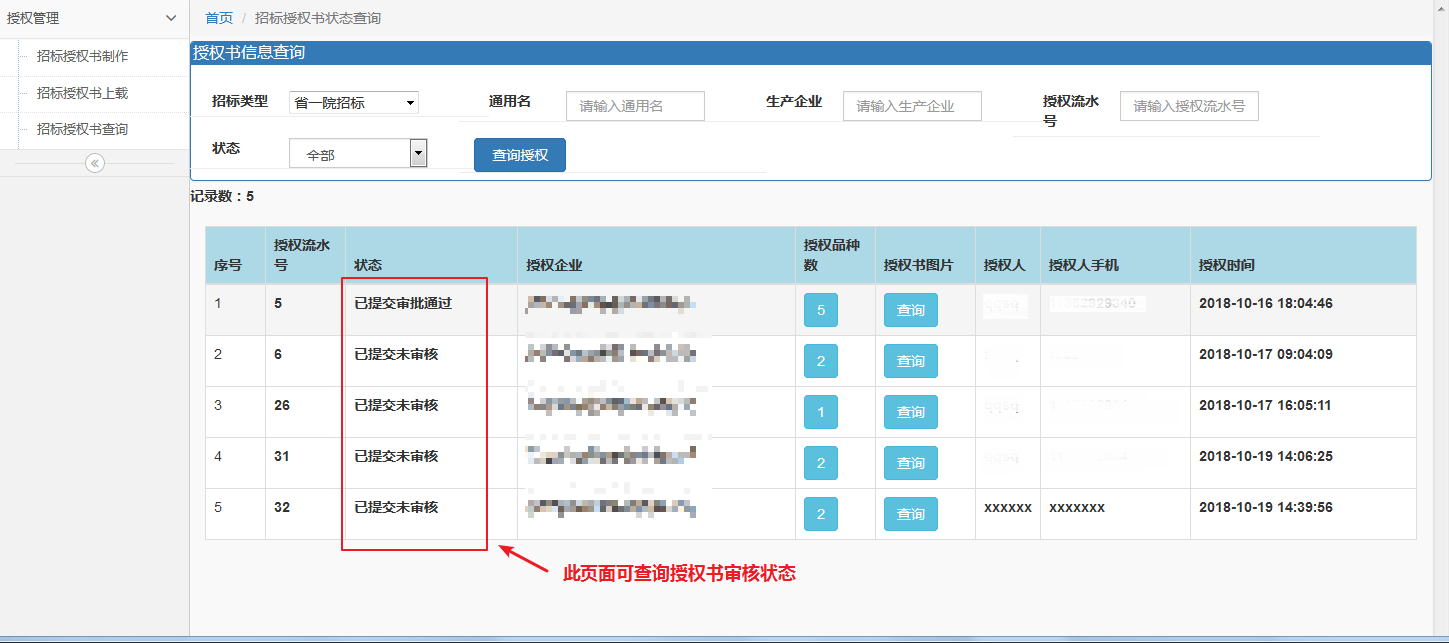 授权管理
首页 / 招标授权书状态查询
招标授权书制作
招标授权书上载
招标授权书查询
授权书信息查询
招标类型 省一院招标 通用名 请输入通用名 生产企业 请输入生产企业 授权流水号 请输入授权流水号
状态 全部 查询授权
记录数：5
序号 授权流水号 状态 授权企业 授权品种数 授权书图片 授权人 授权人手机 授权时间
1 5 已提交审批通过 5 查询 2018-10-16 18:04:46
2 6 已提交未审核 2 查询 2018-10-17 09:04:09
3 26 已提交未审核 1 查询 2018-10-17 16:05:11
4 31 已提交未审核 2 查询 2018-10-19 14:06:25
5 32 已提交未审核 2 查询 xxxxxx xxxxxxx 2018-10-19 14:39:56
此页面可查询授权书审核状态